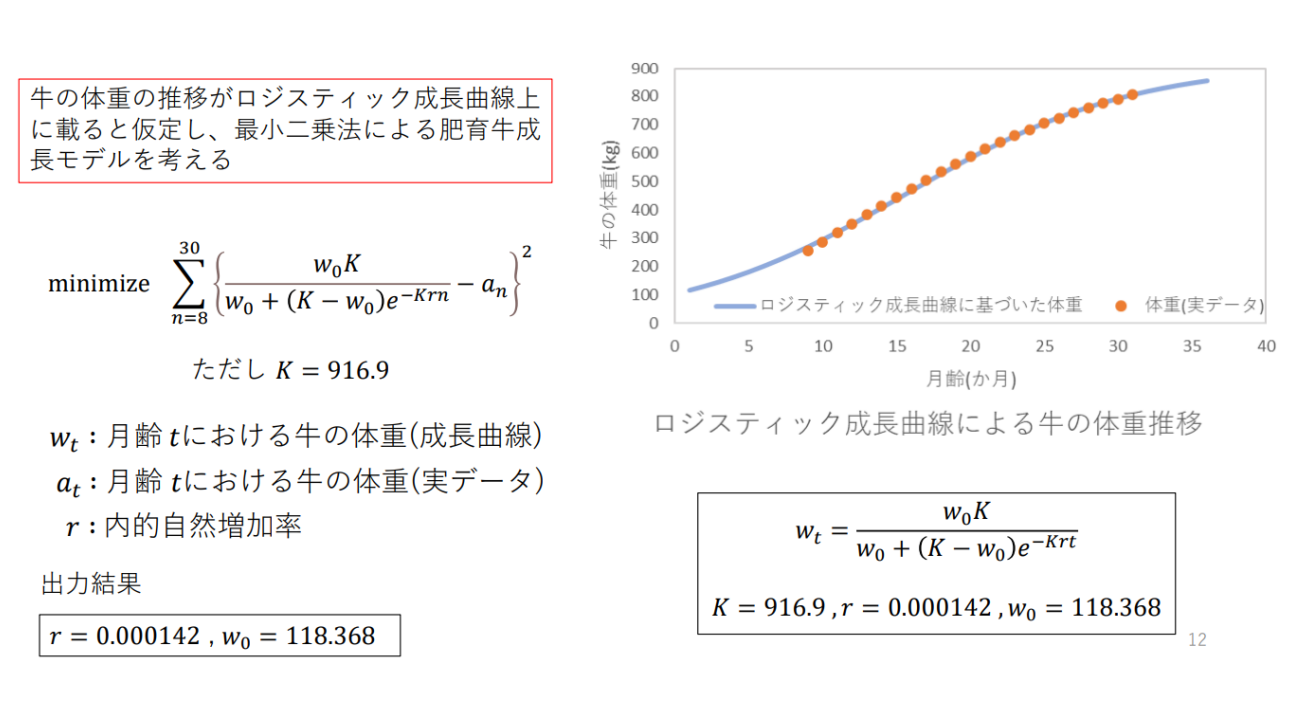 牛の体重の推移がロジスティック成長曲線上
に載ると仮定し、最小二乗法による肥育牛成
長モデルを考える
minimize \sum_{n=8}^{30} \left\{ \frac{w_0 K}{w_0 + (K - w_0)e^{-Krn}} - a_n \right\}^2
ただし K = 916.9
w_t：月齢 tにおける牛の体重(成長曲線)
a_t：月齢 tにおける牛の体重(実データ)
r：内的自然増加率
出力結果
r = 0.000142 , w_0 = 118.368
牛の体重(kg)
900
800
700
600
500
400
300
200
100
0
ロジスティック成長曲線に基づいた体重
体重(実データ)
0 5 10 15 20 25 30 35 40
月齢(か月)
ロジスティック成長曲線による牛の体重推移
w_t = \frac{w_0 K}{w_0 + (K - w_0)e^{-Krt}}
K = 916.9 , r = 0.000142 , w_0 = 118.368
12